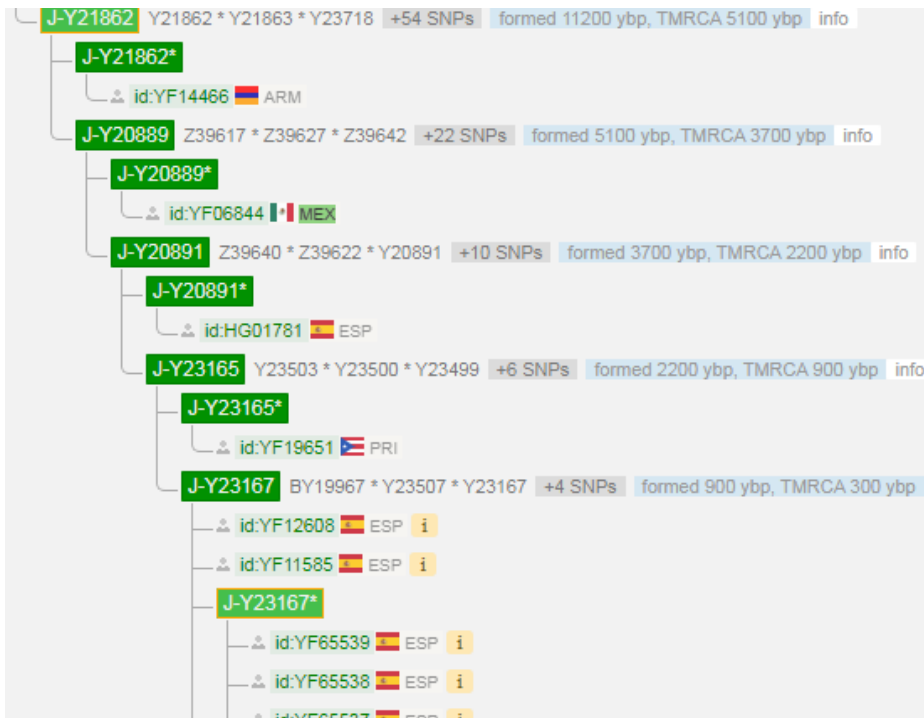 J-Y21862 Y21862 * Y21863 * Y23718 +54 SNPs formed 11200 ybp, TMRCA 5100 ybp info
J-Y21862*
id:YF14466 ARM
J-Y20889 Z39617 * Z39627 * Z39642 +22 SNPs formed 5100 ybp, TMRCA 3700 ybp info
J-Y20889*
id:YF06844 MEX
J-Y20891 Z39640 * Z39622 * Y20891 +10 SNPs formed 3700 ybp, TMRCA 2200 ybp info
J-Y20891*
id:HG01781 ESP
J-Y23165 Y23503 * Y23500 * Y23499 +6 SNPs formed 2200 ybp, TMRCA 900 ybp info
J-Y23165*
id:YF19651 PRI
J-Y23167 BY19967 * Y23507 * Y23167 +4 SNPs formed 900 ybp, TMRCA 300 ybp
id:YF12608 ESP i
id:YF11585 ESP i
J-Y23167*
id:YF65539 ESP i
id:YF65538 ESP i
id:YF65537 ESP i